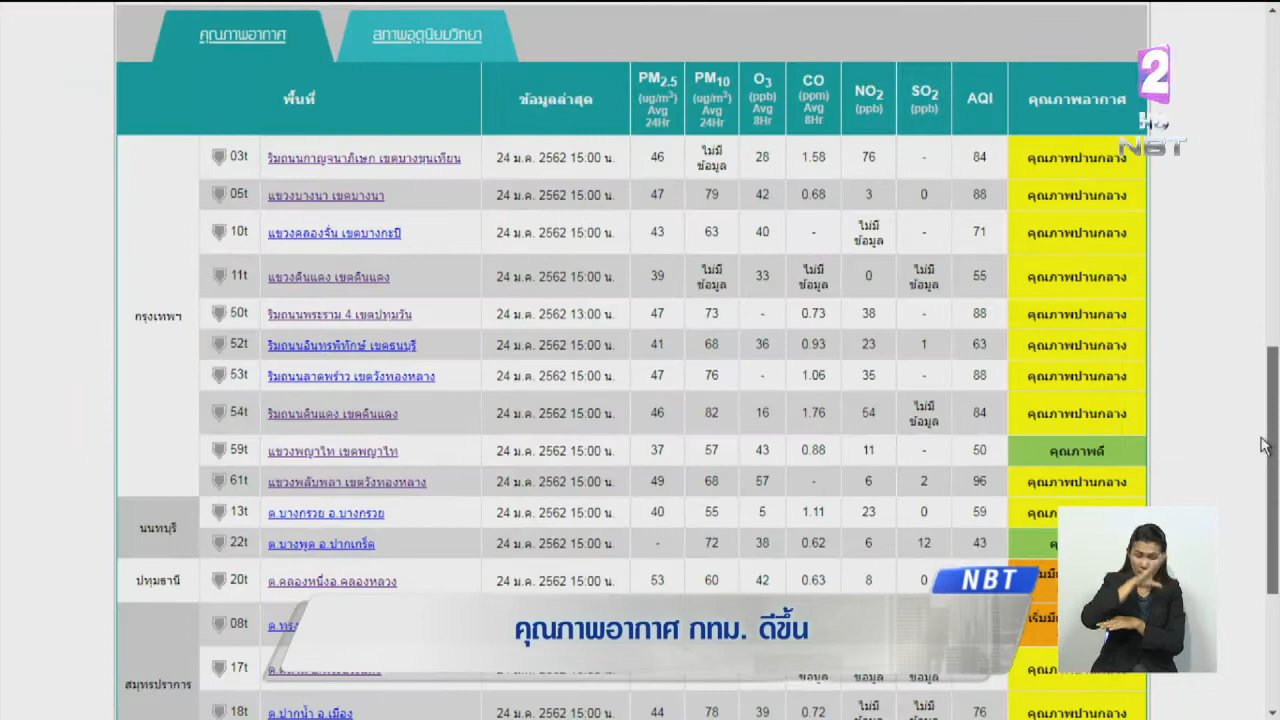 คุณภาพอากาศ สภาพอุตุนิยมวิทยา
พื้นที่ ข้อมูลล่าสุด PM2.5 (ug/m3) Avg 24Hr PM10 (ug/m3) Avg 24Hr O3 (ppb) Avg 8Hr CO (ppm) Avg 8Hr NO2 (ppb) SO2 (ppb) AQI คุณภาพอากาศ
2
HD
NBT
กรุงเทพฯ
03t ริมถนนกาญจนาภิเษก เขตบางขุนเทียน 24 ม.ค. 2562 15:00 น. 46 ไม่มีข้อมูล 28 1.58 76 - 84 คุณภาพปานกลาง
05t แขวงบางนา เขตบางนา 24 ม.ค. 2562 15:00 น. 47 79 42 0.68 3 0 88 คุณภาพปานกลาง
10t แขวงคลองจั่น เขตบางกะปิ 24 ม.ค. 2562 15:00 น. 43 63 40 - ไม่มีข้อมูล - 71 คุณภาพปานกลาง
11t แขวงดินแดง เขตดินแดง 24 ม.ค. 2562 15:00 น. 39 ไม่มีข้อมูล 33 ไม่มีข้อมูล 0 ไม่มีข้อมูล 55 คุณภาพปานกลาง
50t ริมถนนพระราม 4 เขตปทุมวัน 24 ม.ค. 2562 13:00 น. 47 73 - 0.73 38 - 88 คุณภาพปานกลาง
52t ริมถนนอินทรพิทักษ์ เขตธนบุรี 24 ม.ค. 2562 15:00 น. 41 68 36 0.93 23 1 63 คุณภาพปานกลาง
53t ริมถนนลาดพร้าว เขตวังทองหลาง 24 ม.ค. 2562 15:00 น. 47 76 - 1.06 35 - 88 คุณภาพปานกลาง
54t ริมถนนดินแดง เขตดินแดง 24 ม.ค. 2562 15:00 น. 46 82 16 1.76 54 ไม่มีข้อมูล 84 คุณภาพปานกลาง
59t แขวงพญาไท เขตพญาไท 24 ม.ค. 2562 15:00 น. 37 57 43 0.88 11 - 50 คุณภาพดี
61t แขวงพลับพลา เขตวังทองหลาง 24 ม.ค. 2562 15:00 น. 49 68 57 - 6 2 96 คุณภาพปานกลาง
นนทบุรี
13t ต.บางกรวย อ.บางกรวย 24 ม.ค. 2562 15:00 น. 40 55 5 1.11 23 0 59
22t ต.บางพูด อ.ปากเกร็ด 24 ม.ค. 2562 15:00 น. - 72 38 0.62 6 12 43
ปทุมธานี 20t ต.คลองหนึ่งอ.คลองหลวง 24 ม.ค. 2562 15:00 น. 53 60 42 0.63 8 0
NBT
คุณภาพอากาศ กทม. ดีขึ้น
สมุทรปราการ
08t
17t
ข้อมูล ข้อมูล ข้อมูล
18t ต.ปากน้ำ อ.เมือง 24 ม.ค. 2562 15:00 น. 44 78 39 0.72 ไม่มีข้อมูล ไม่มีข้อมูล 76 คุณภาพปานกลาง